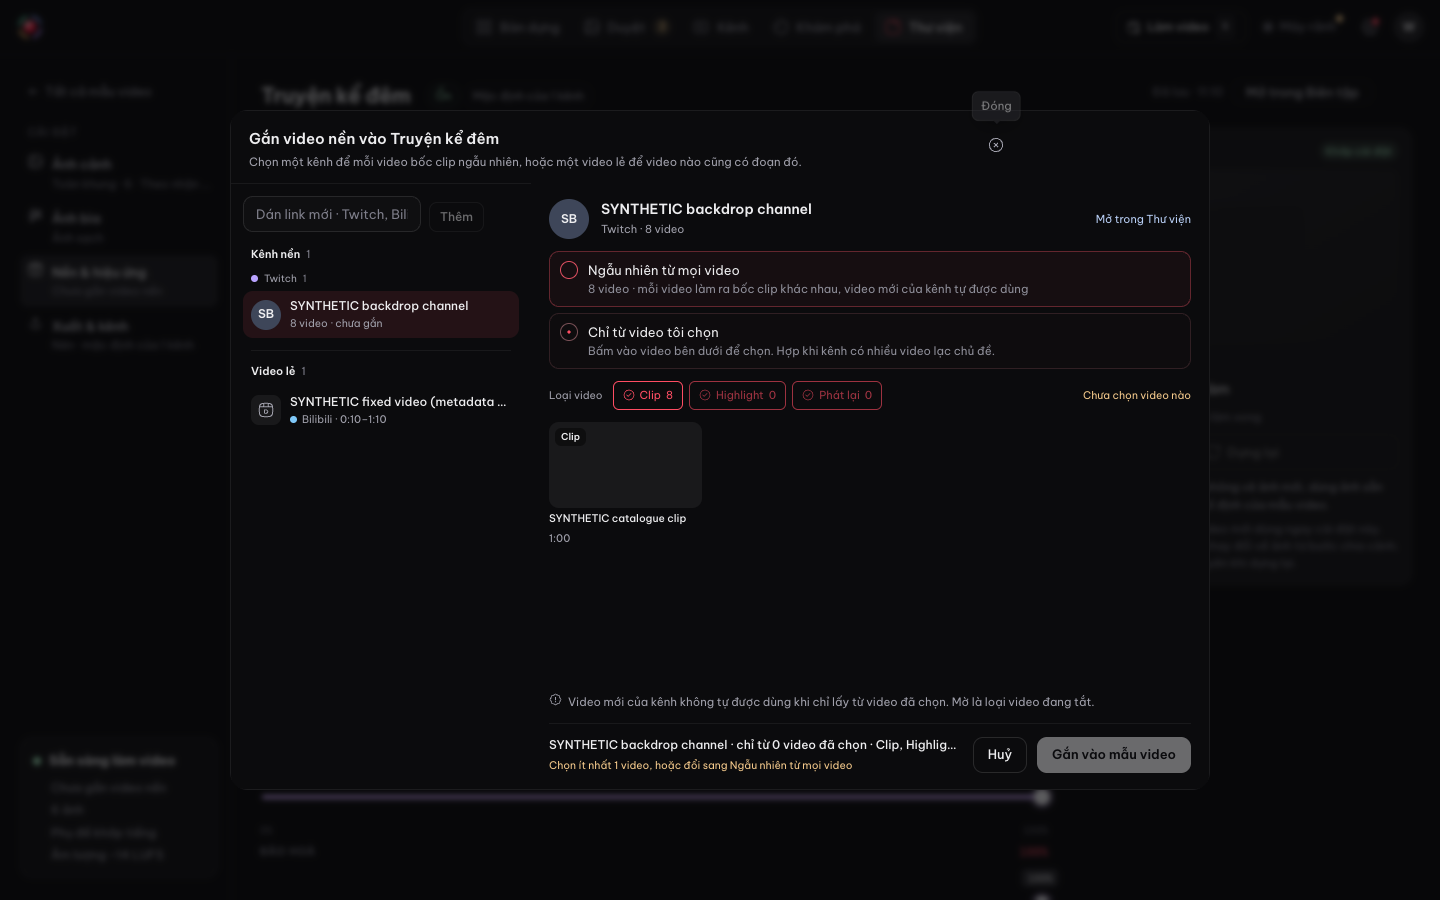 Thư viện
Làm video
Truyện kể đêm
Đóng
Gắn video nền vào Truyện kể đêm
Chọn một kênh để mỗi video bốc clip ngẫu nhiên, hoặc một video lẻ để video nào cũng có đoạn đó.
Dán link mới · Twitch, Bil
Thêm
Kênh nền 1
Twitch 1
SB
SYNTHETIC backdrop channel
8 video · chưa gắn
Video lẻ 1
SYNTHETIC fixed video (metadata ...
Bilibili · 0:10–1:10
SB
SYNTHETIC backdrop channel
Twitch · 8 video
Mở trong Thư viện
Ngẫu nhiên từ mọi video
8 video · mỗi video làm ra bốc clip khác nhau, video mới của kênh tự được dùng
Chỉ từ video tôi chọn
Bấm vào video bên dưới để chọn. Hợp khi kênh có nhiều video lạc chủ đề.
Loại video
Clip 8
Highlight 0
Phát lại 0
Chưa chọn video nào
Clip
SYNTHETIC catalogue clip
1:00
Video mới của kênh không tự được dùng khi chỉ lấy từ video đã chọn. Mờ là loại video đang tắt.
SYNTHETIC backdrop channel · chỉ từ 0 video đã chọn · Clip, Highlig...
Chọn ít nhất 1 video, hoặc đổi sang Ngẫu nhiên từ mọi video
Huỷ
Gắn vào mẫu video
Sẵn sàng làm video